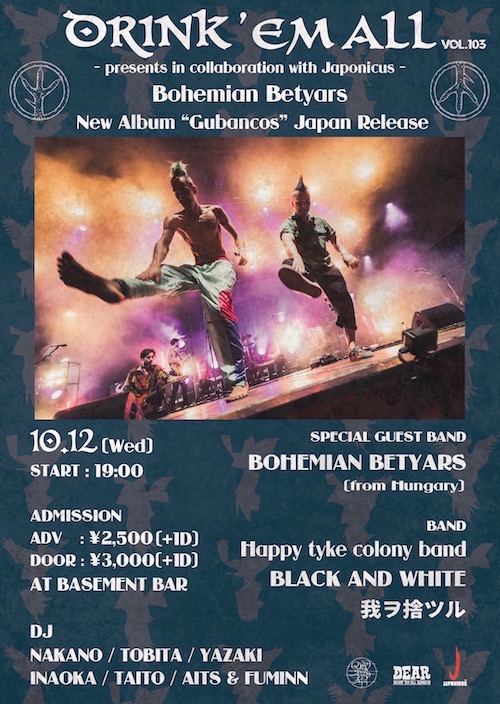 DRINK'EM ALL VOL.103
- presents in collaboration with Japonicus -
Bohemian Betyars
New Album “Gubancos” Japan Release
10.12 (Wed)
START : 19:00
ADMISSION
ADV : ¥2,500(+1D)
DOOR : ¥3,000(+1D)
AT BASEMENT BAR
DJ
NAKANO / TOBITA / YAZAKI
INAOKA / TAITO / AITS & FUMINN
SPECIAL GUEST BAND
BOHEMIAN BETYARS
(from Hungary)
BAND
Happy tyke colony band
BLACK AND WHITE
我ヲ捨ツル
DEAR
JAPONICUS